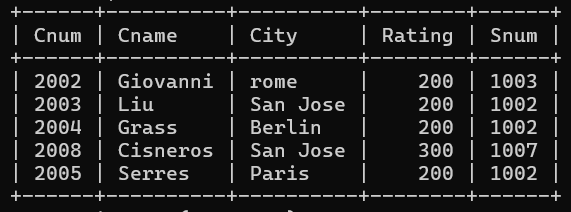 +------+----------+----------+--------+------+
| Cnum | Cname    | City     | Rating | Snum |
+------+----------+----------+--------+------+
| 2002 | Giovanni | rome     |    200 | 1003 |
| 2003 | Liu      | San Jose |    200 | 1002 |
| 2004 | Grass    | Berlin   |    200 | 1002 |
| 2008 | Cisneros | San Jose |    300 | 1007 |
| 2005 | Serres   | Paris    |    200 | 1002 |
+------+----------+----------+--------+------+